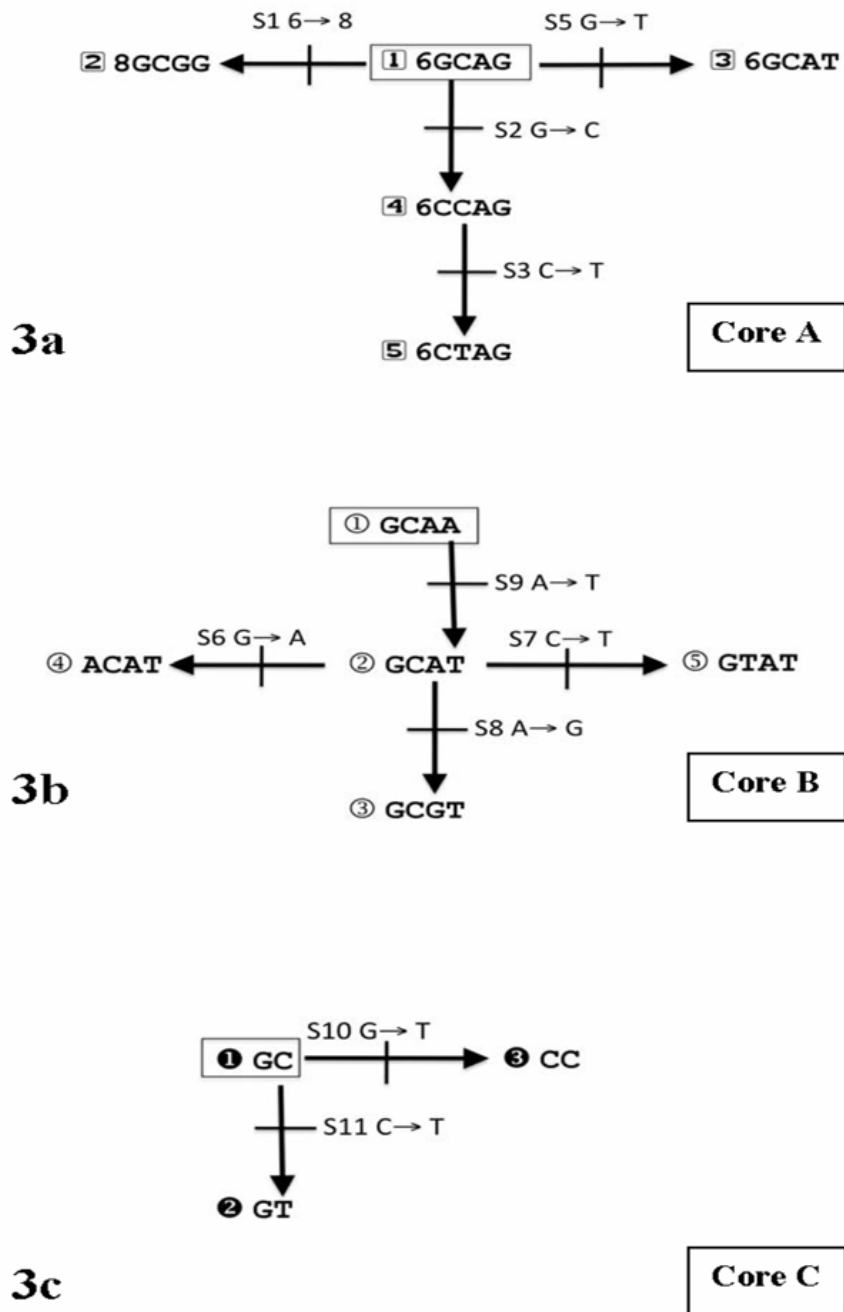 S1 6→ 8
S5 G→ T
2 8GCGG
1 6GCAG
3 6GCAT
S2 G→ C
4 6CCAG
S3 C→ T
3a
5 6CTAG
Core A
① GCAA
S9 A→ T
S6 G→ A
S7 C→ T
④ ACAT
② GCAT
⑤ GTAT
S8 A→ G
3b
③ GCGT
Core B
S10 G→ T
❶ GC
❸ CC
S11 C→ T
❷ GT
3c
Core C